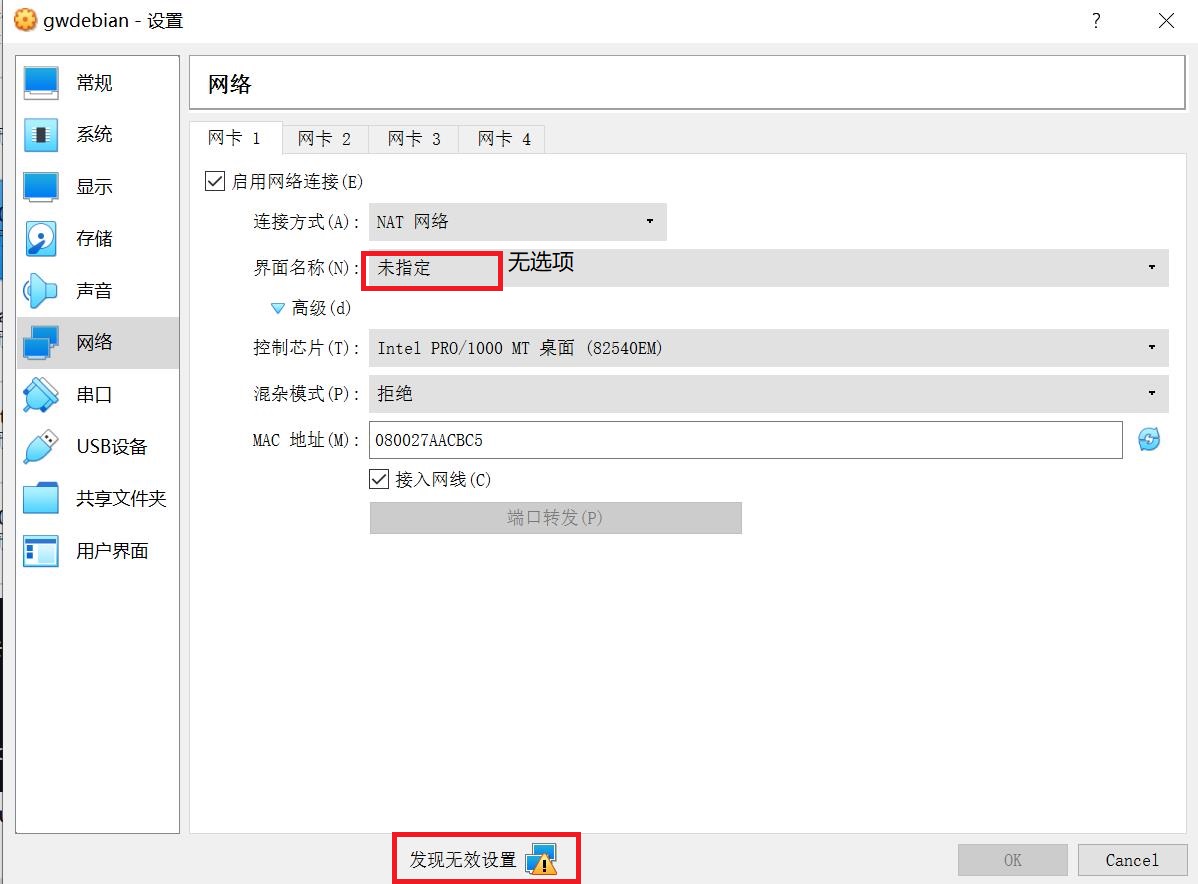 gwdebian - 设置
?
常规
系统
显示
存储
声音
网络
串口
USB设备
共享文件夹
用户界面
网络
网卡 1 网卡 2 网卡 3 网卡 4
启用网络连接(E)
连接方式(A): NAT 网络
界面名称(N): 未指定 无选项
高级(d)
控制芯片(T): Intel PRO/1000 MT 桌面 (82540EM)
混杂模式(P): 拒绝
MAC 地址(M): 080027AACBC5
接入网线(C)
端口转发(P)
发现无效设置
OK Cancel